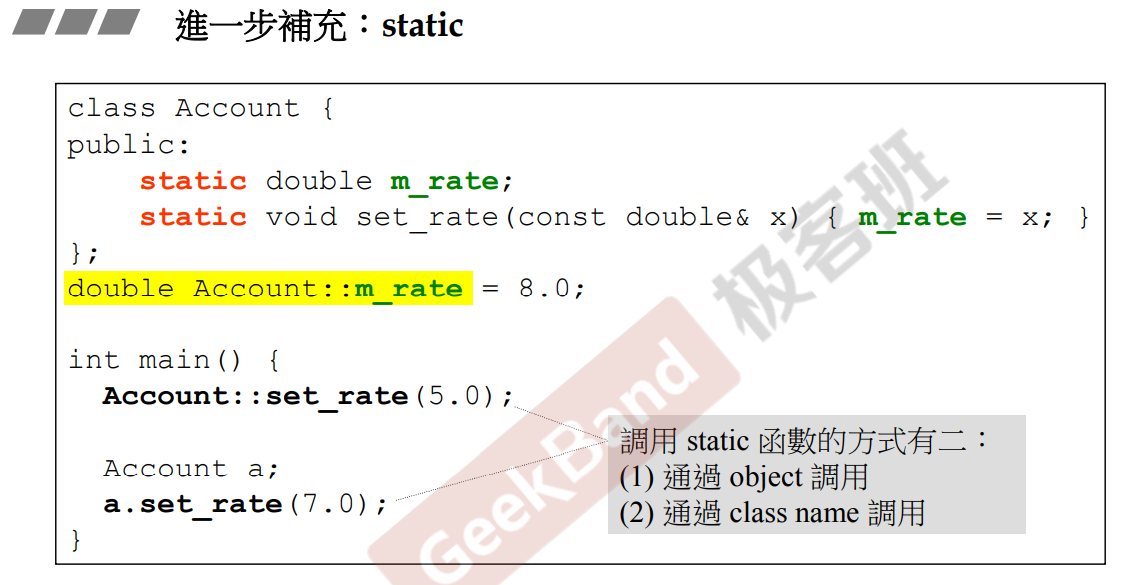 進一步補充：static
class Account {
public:
    static double m_rate;
    static void set_rate(const double& x) { m_rate = x; }
};
double Account::m_rate = 8.0;
int main() {
  Account::set_rate(5.0);
  Account a;
  a.set_rate(7.0);
}
調用 static 函數的方式有二：
(1) 通過 object 調用
(2) 通過 class name 調用
GeekBand 极客班